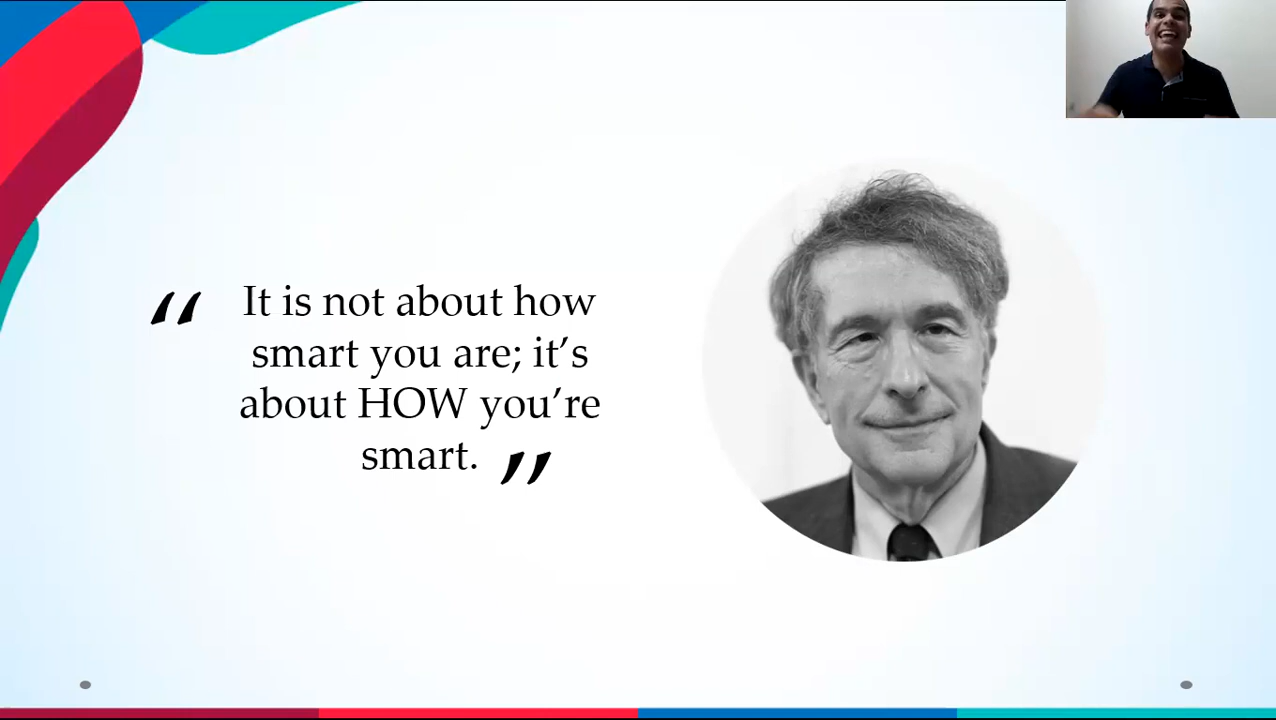 “ It is not about how
smart you are; it’s
about HOW you’re
smart. ”